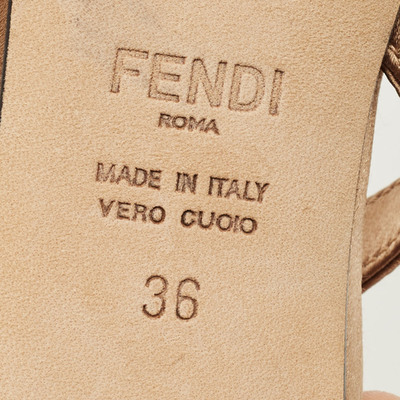 FENDI
ROMA
MADE IN ITALY
VERO CUOIO
36